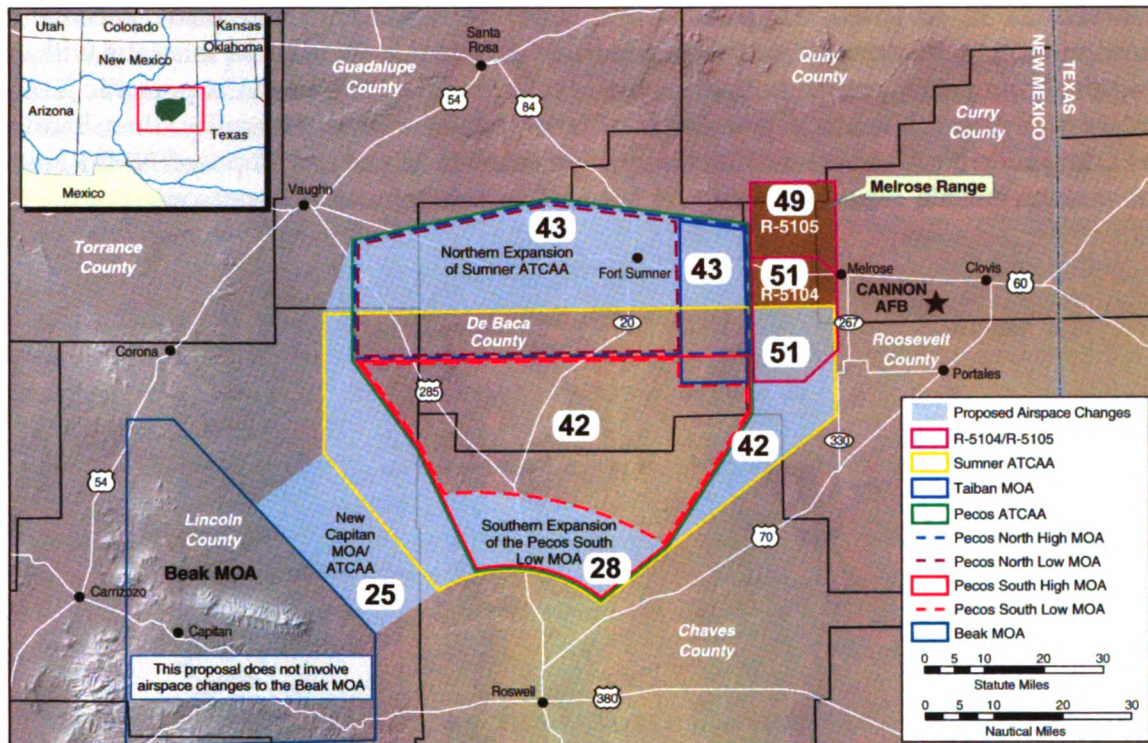 Utah
Colorado
Kansas
Oklahoma
New Mexico
Arizona
Texas
Mexico
Santa
Rosa
Guadalupe
County
54
84
Quay
County
TEXAS
NEW MEXICO
Curry
County
Vaughn
Melrose Range
49
R-5105
43
Northern Expansion
of Sumner ATCAA
Fort Sumner
43
51
R-5104
Melrose
Clovis
60
CANNON
AFB
Torrance
County
De Baca
County
20
267
Roosevelt
County
51
Corona
Portales
285
42
42
330
54
Lincoln
County
New
Capitan
MOA/
ATCAA
25
Southern Expansion
of the Pecos South
Low MOA
28
70
Beak MOA
Carrizozo
Capitan
Chaves
County
This proposal does not involve
airspace changes to the Beak MOA
Roswell
380
Proposed Airspace Changes
R-5104/R-5105
Sumner ATCAA
Taiban MOA
Pecos ATCAA
Pecos North High MOA
Pecos North Low MOA
Pecos South High MOA
Pecos South Low MOA
Beak MOA
0 10 20 30
Statute Miles
0 10 20 30
Nautical Miles